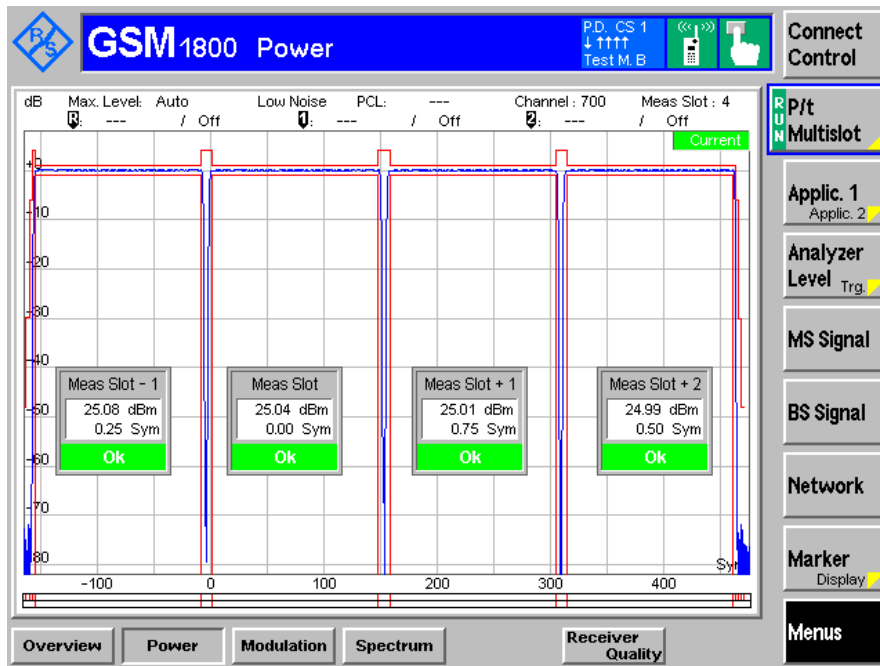 R&S
GSM1800 Power
P.D. CS 1
↓ ↑↑↑↑
Test M. B
Connect Control
dB Max. Level: Auto Low Noise PCL: --- Channel : 700 Meas Slot : 4
R: --- / Off 1: --- / Off 2: --- / Off
Current
RUN
P/t Multislot
Applic. 1
Applic. 2
Analyzer Level Trg.
MS Signal
BS Signal
Network
Marker
Display
Menus
+0
-10
-20
-30
-40
-50
-60
-70
-80
Meas Slot - 1
25.08 dBm
0.25 Sym
Ok
Meas Slot
25.04 dBm
0.00 Sym
Ok
Meas Slot + 1
25.01 dBm
0.75 Sym
Ok
Meas Slot + 2
24.99 dBm
0.50 Sym
Ok
-100 0 100 200 300 400
Overview Power Modulation Spectrum Receiver Quality